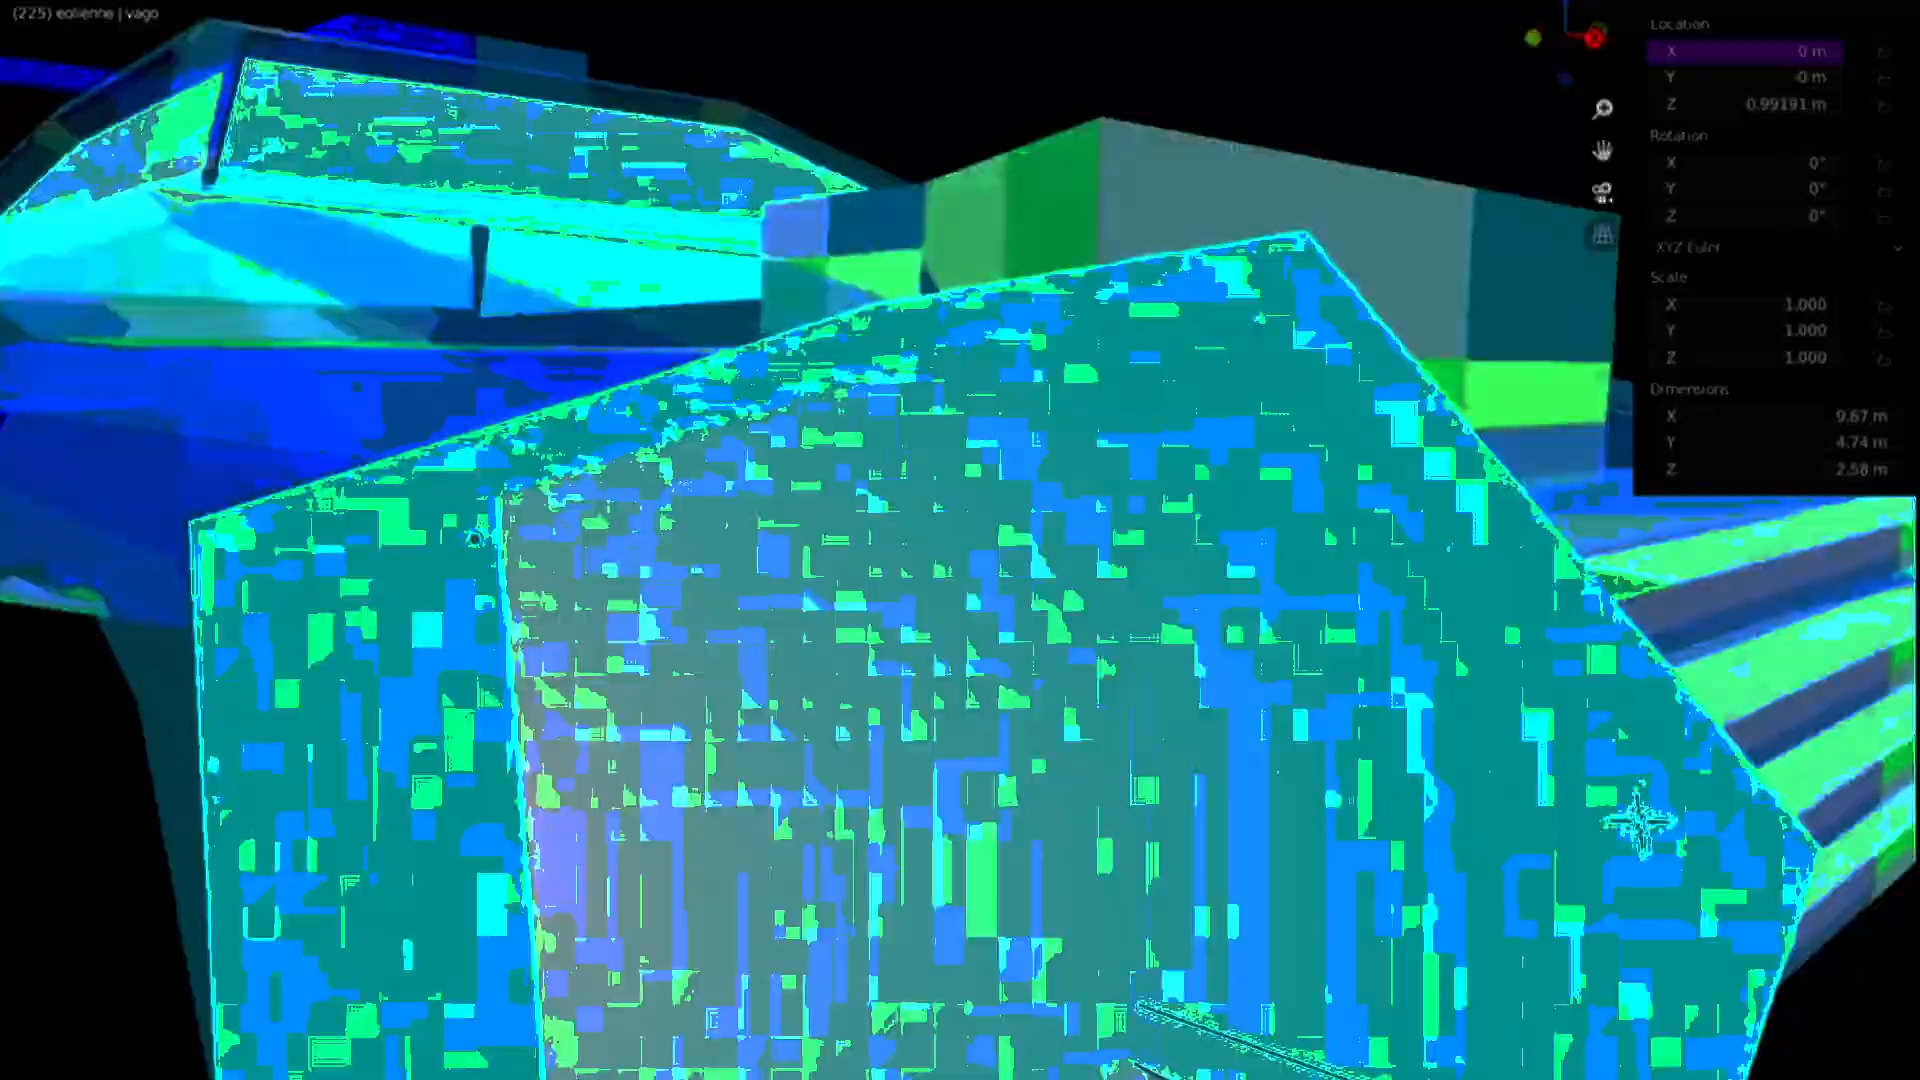 (225) eolienne | vago
Location
X 0 m
Y -0 m
Z 0.99191 m
Rotation
X 0°
Y 0°
Z 0°
XYZ Euler
Scale
X 1.000
Y 1.000
Z 1.000
Dimensions
X 9.67 m
Y 4.74 m
Z 2.58 m